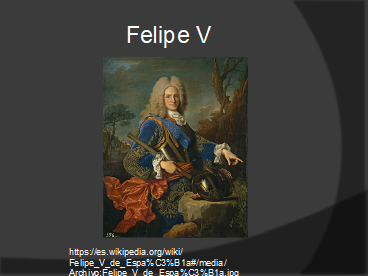 Felipe V
https://es.wikipedia.org/wiki/
Felipe_V_de_Espa%C3%B1a#/media/
Archivo:Felipe_V_de_Espa%C3%B1a.jpg